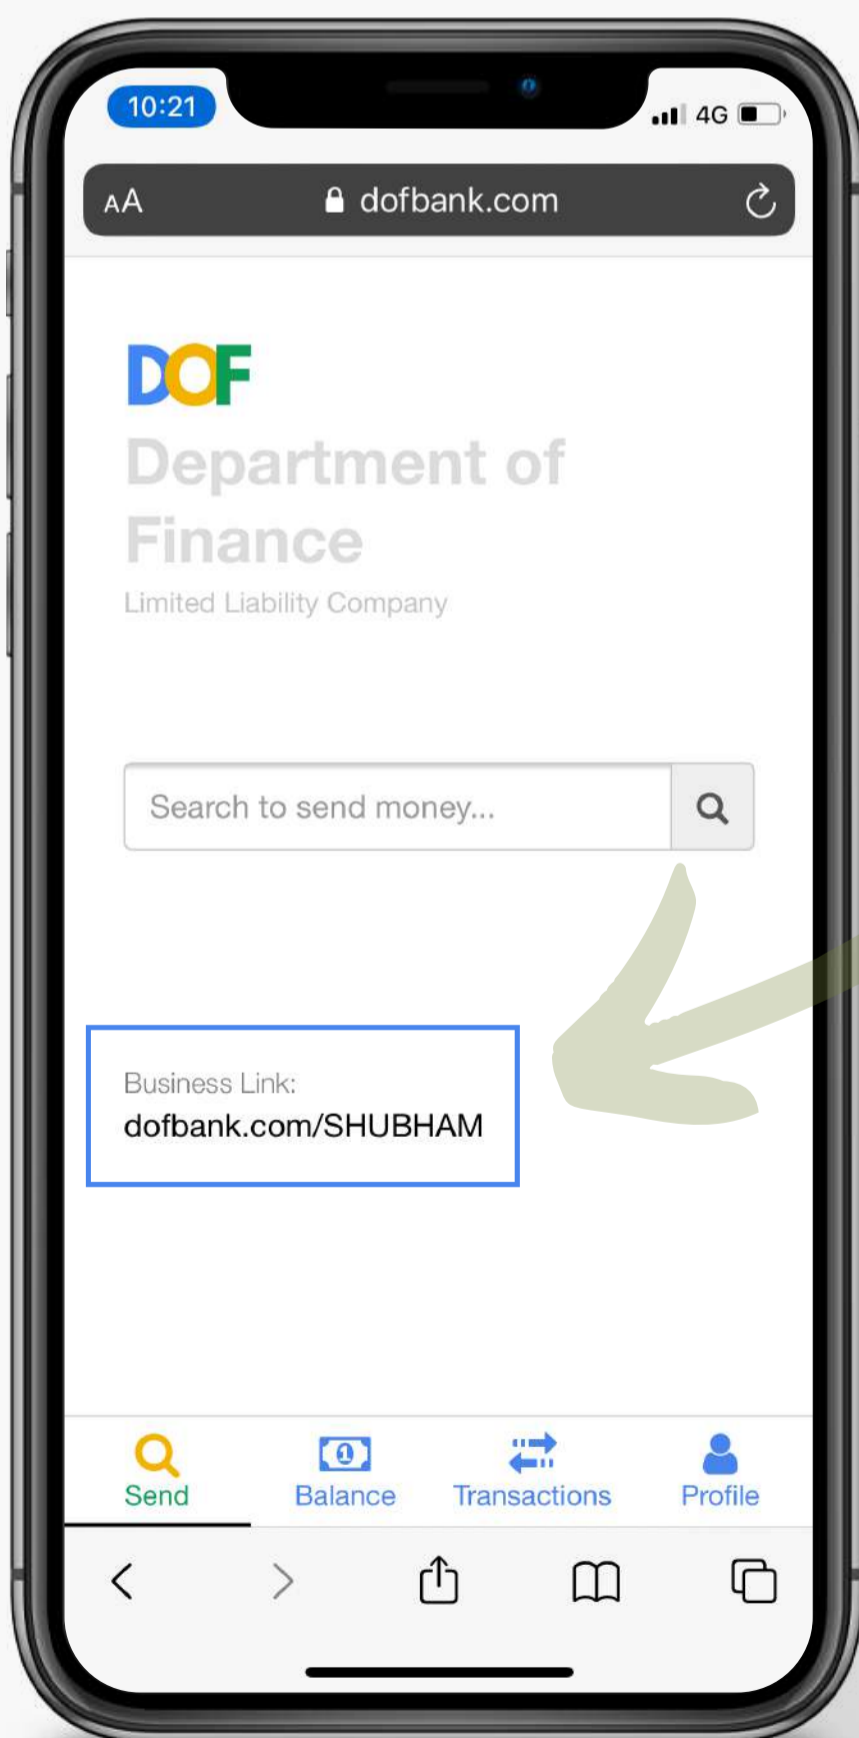 10:21
4G
AA
dofbank.com
DOF
Department of
Finance
Limited Liability Company
Search to send money...
Business Link:
dofbank.com/SHUBHAM
Send
Balance
Transactions
Profile